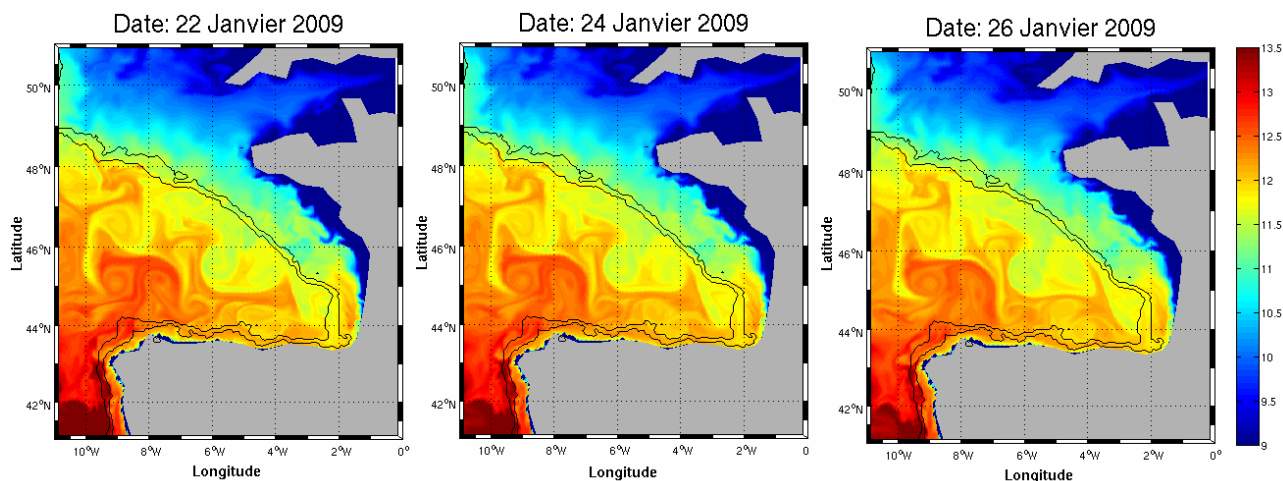 Date: 22 Janvier 2009
Date: 24 Janvier 2009
Date: 26 Janvier 2009
50°N
48°N
46°N
44°N
42°N
Latitude
10°W 8°W 6°W 4°W 2°W 0°
Longitude
50°N
48°N
46°N
44°N
42°N
Latitude
10°W 8°W 6°W 4°W 2°W 0°
Longitude
50°N
48°N
46°N
44°N
42°N
Latitude
10°W 8°W 6°W 4°W 2°W 0°
Longitude
13.5
13
12.5
12
11.5
11
10.5
10
9.5
9